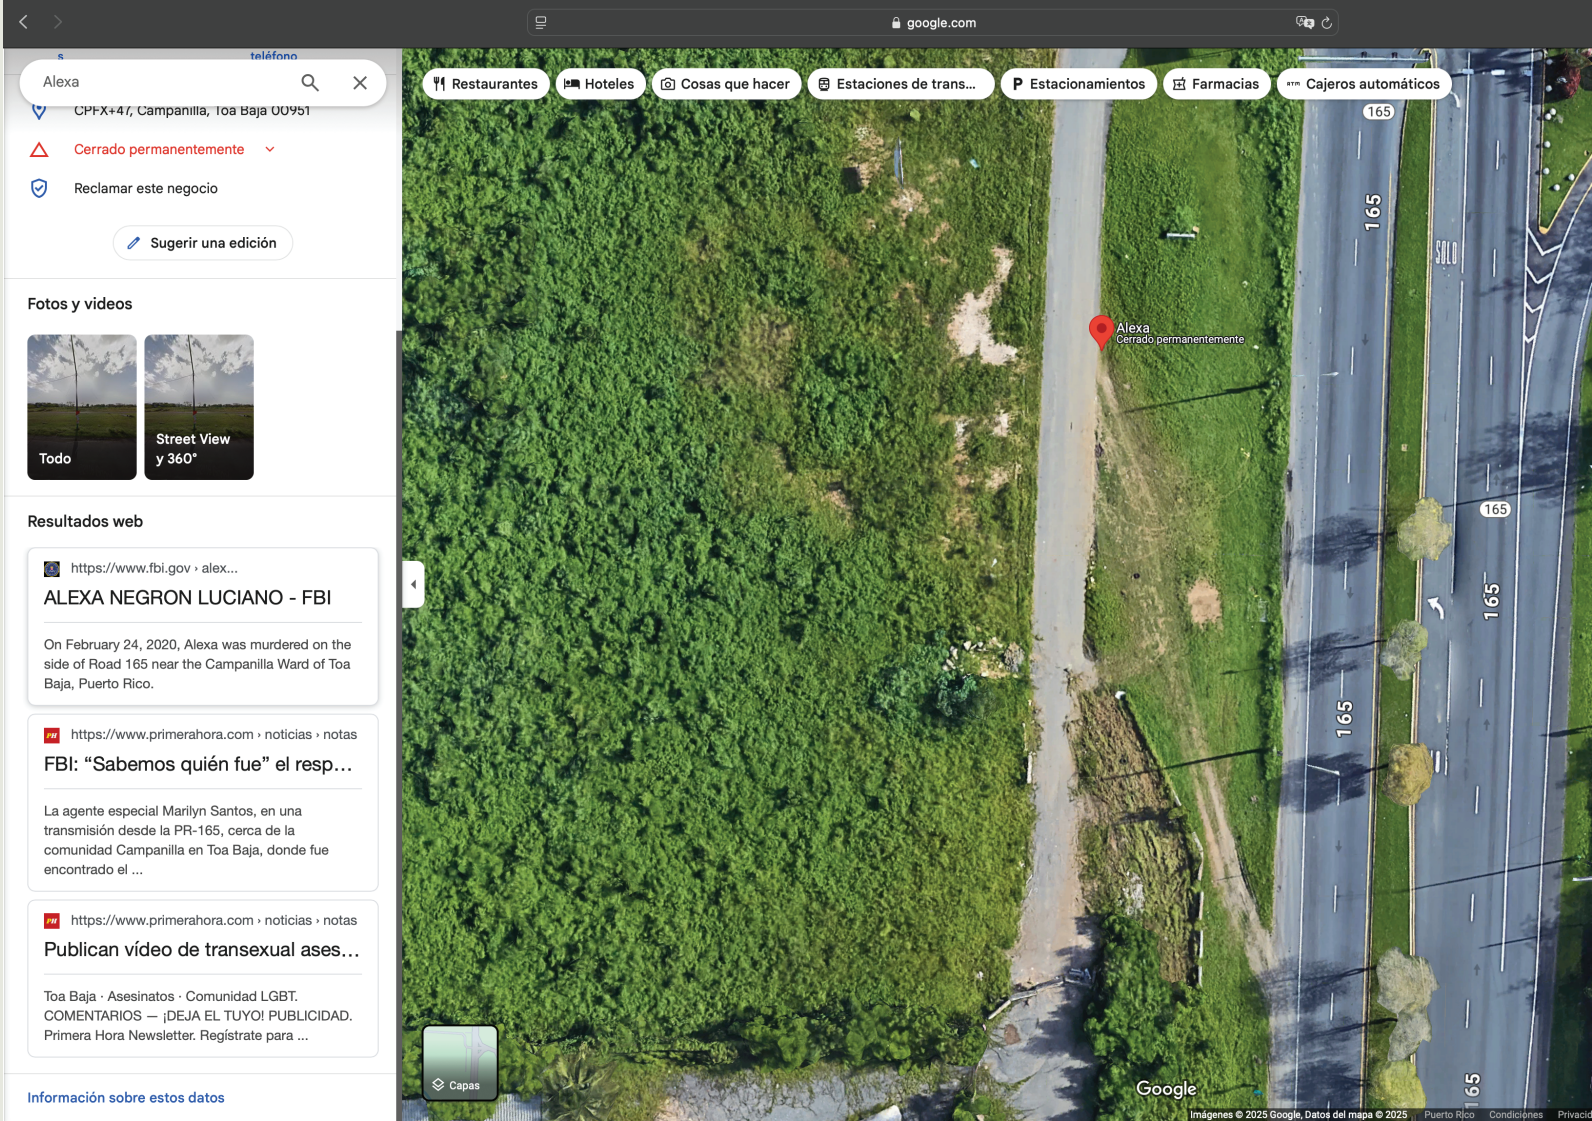 google.com
s
teléfono
Alexa
CPFX+47, Campanilla, Toa Baja 00951
Cerrado permanentemente
Reclamar este negocio
Sugerir una edición
Fotos y videos
Todo
Street View
y 360°
Resultados web
https://www.fbi.gov › alex...
ALEXA NEGRON LUCIANO - FBI
On February 24, 2020, Alexa was murdered on the
side of Road 165 near the Campanilla Ward of Toa
Baja, Puerto Rico.
PH
https://www.primerahora.com › noticias › notas
FBI: “Sabemos quién fue” el resp...
La agente especial Marilyn Santos, en una
transmisión desde la PR-165, cerca de la
comunidad Campanilla en Toa Baja, donde fue
encontrado el ...
PH
https://www.primerahora.com › noticias › notas
Publican vídeo de transexual ases...
Toa Baja · Asesinatos · Comunidad LGBT.
COMENTARIOS — ¡DEJA EL TUYO! PUBLICIDAD.
Primera Hora Newsletter. Regístrate para ...
Información sobre estos datos
Restaurantes
Hoteles
Cosas que hacer
Estaciones de trans...
P Estacionamientos
Farmacias
ATM Cajeros automáticos
165
165
SOLO
Alexa
Cerrado permanentemente
165
165
165
165
Capas
Google
Imágenes © 2025 Google, Datos del mapa © 2025 Puerto Rico Condiciones Privacid